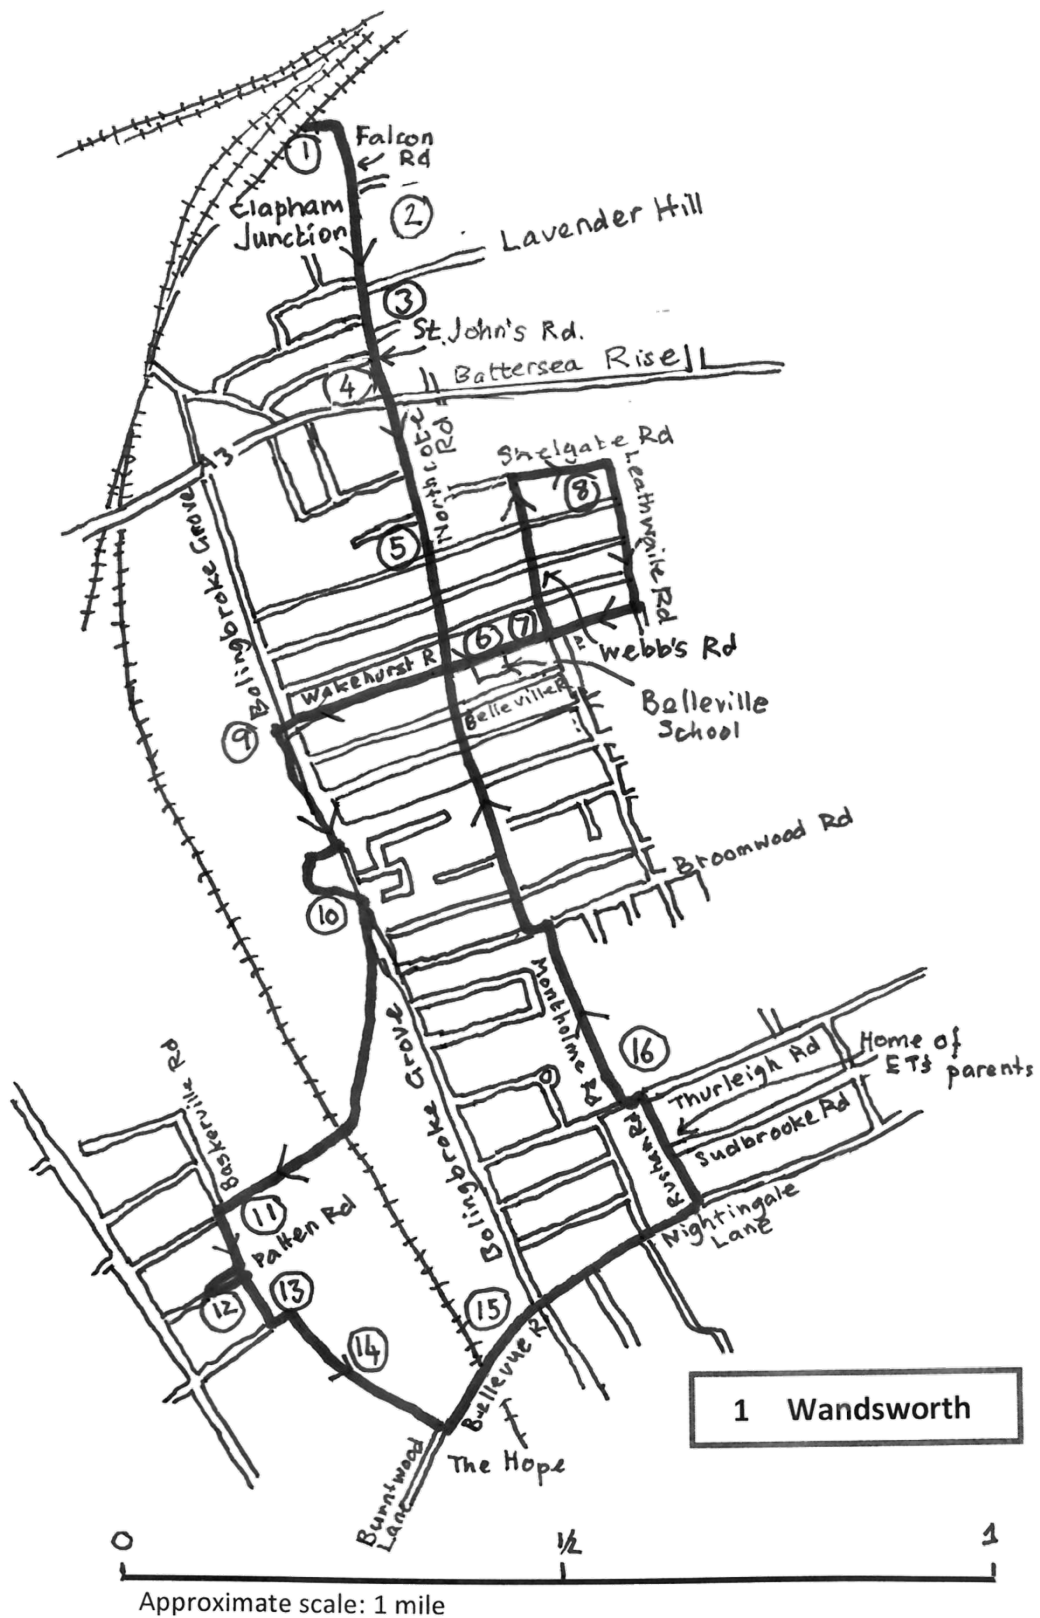 1
Falcon
Rd
2
Clapham
Junction
Lavender Hill
3
St. John's Rd.
4
Battersea Rise
A3
Northcote
Rd
Shelgate Rd
8
Leathwaite Rd
Bolingbroke Grove
5
6
7
Webb's Rd
Wakehurst R
Belleville R
Belleville
School
9
Broomwood Rd
10
Montholme Rd
16
Bolingbroke Grove
Thurleigh Rd
Home of
ET's parents
Sudbrooke Rd
Rusham Rd
Nightingale
Lane
Baskerville Rd
11
Patten Rd
12
13
14
15
Bellevue R
The Hope
Burntwood
Lane
1 Wandsworth
0
1/2
1
Approximate scale: 1 mile